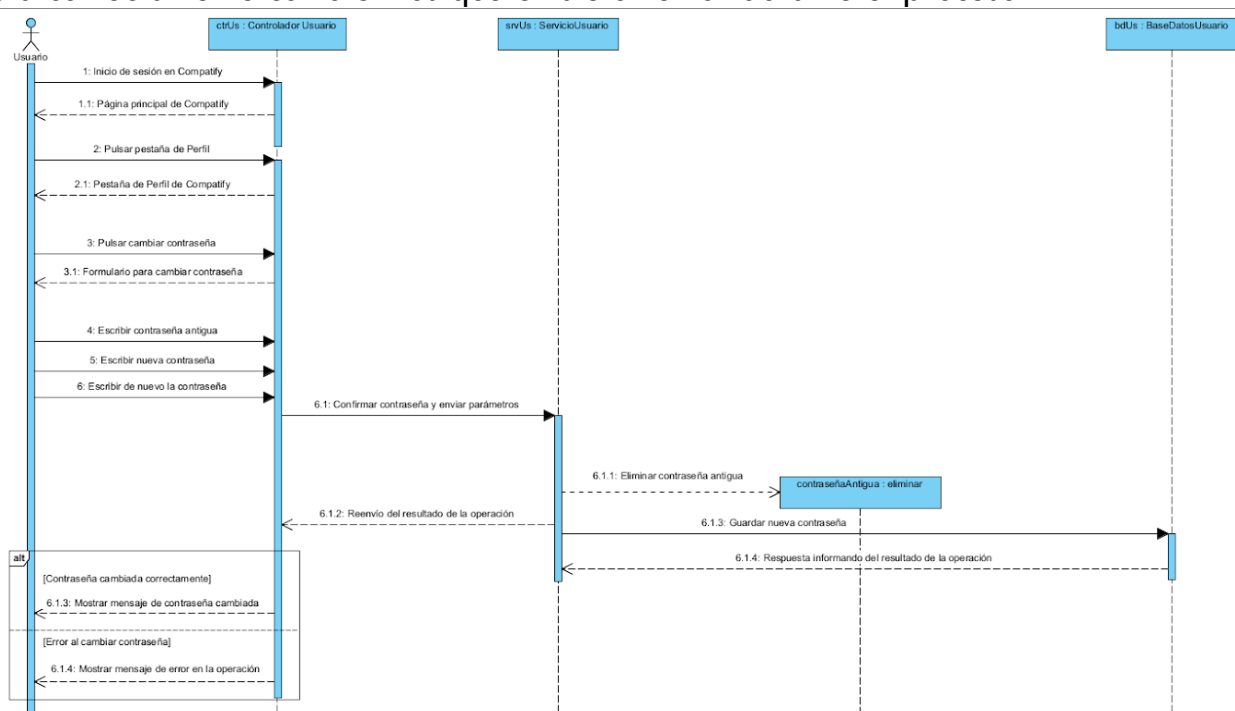 ctrUs : Controlador Usuario
srvUs : ServicioUsuario
bdUs : BaseDatosUsuario
Usuario
1: Inicio de sesión en Compatify
1.1: Página principal de Compatify
2: Pulsar pestaña de Perfil
2.1: Pestaña de Perfil de Compatify
3: Pulsar cambiar contraseña
3.1: Formulario para cambiar contraseña
4: Escribir contraseña antigua
5: Escribir nueva contraseña
6: Escribir de nuevo la contraseña
6.1: Confirmar contraseña y enviar parámetros
6.1.1: Eliminar contraseña antigua
contraseñaAntigua : eliminar
6.1.2: Reenvío del resultado de la operación
6.1.3: Guardar nueva contraseña
6.1.4: Respuesta informando del resultado de la operación
alt
[Contraseña cambiada correctamente]
6.1.3: Mostrar mensaje de contraseña cambiada
[Error al cambiar contraseña]
6.1.4: Mostrar mensaje de error en la operación